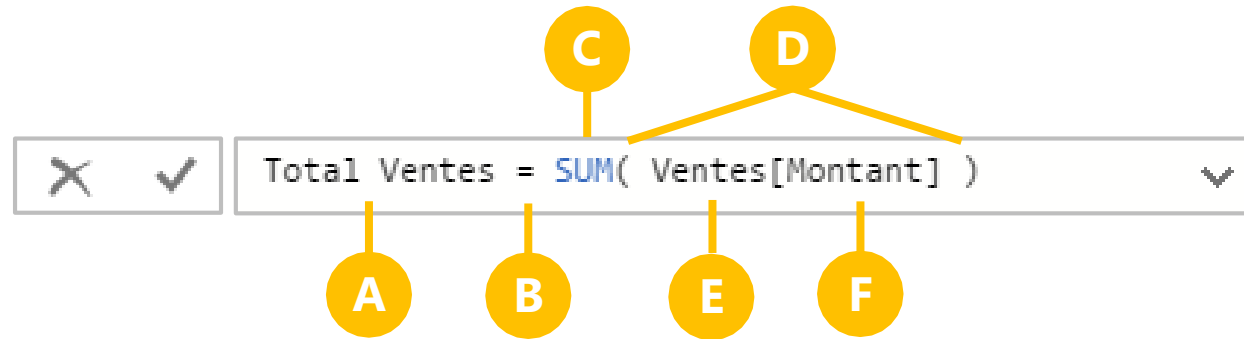 C D
Total Ventes = SUM( Ventes[Montant] )
A B E F